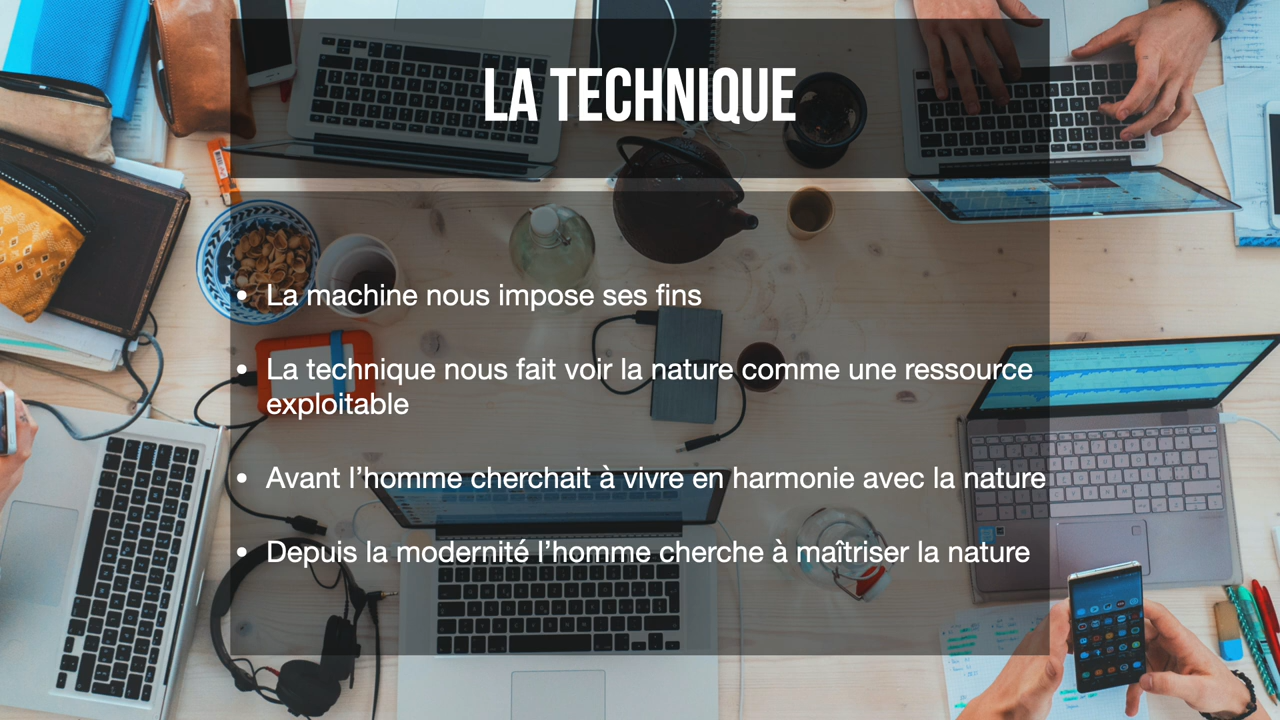 LA TECHNIQUE
• La machine nous impose ses fins
• La technique nous fait voir la nature comme une ressource
exploitable
• Avant l’homme cherchait à vivre en harmonie avec la nature
• Depuis la modernité l’homme cherche à maîtriser la nature